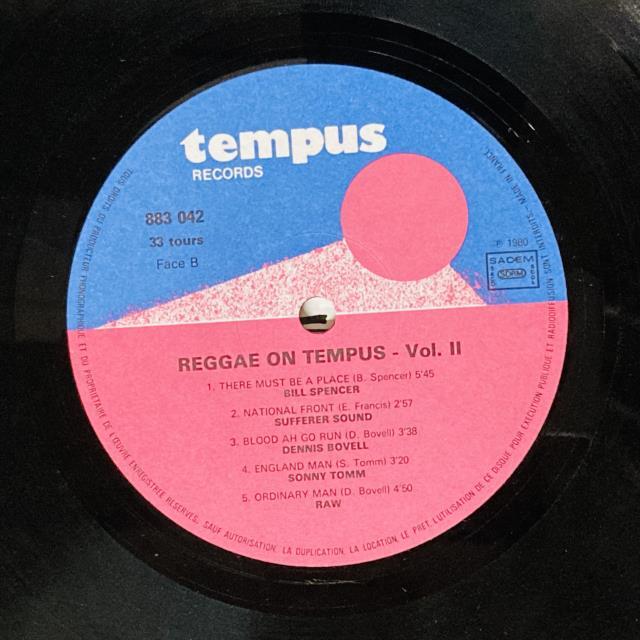 tempus
RECORDS
883 042
33 tours
Face B
℗ 1980
SADEM
SDRM
REGGAE ON TEMPUS - Vol. II
1. THERE MUST BE A PLACE (B. Spencer) 5'45
BILL SPENCER
2. NATIONAL FRONT (E. Francis) 2'57
SUFFERER SOUND
3. BLOOD AH GO RUN (D. Bovell) 3'38
DENNIS BOVELL
4. ENGLAND MAN (S. Tomm) 3'20
SONNY TOMM
5. ORDINARY MAN (D. Bovell) 4'50
RAW
TOUS DROITS DU PRODUCTEUR PHONOGRAPHIQUE ET DU PROPRIETAIRE DE L'ŒUVRE ENREGISTREE RESERVES. SAUF AUTORISATION, LA DUPLICATION, LA LOCATION, LE PRET, L'UTILISATION DE CE DISQUE POUR EXECUTION PUBLIQUE ET RADIODIFFUSION SONT INTERDITS. MADE IN FRANCE.